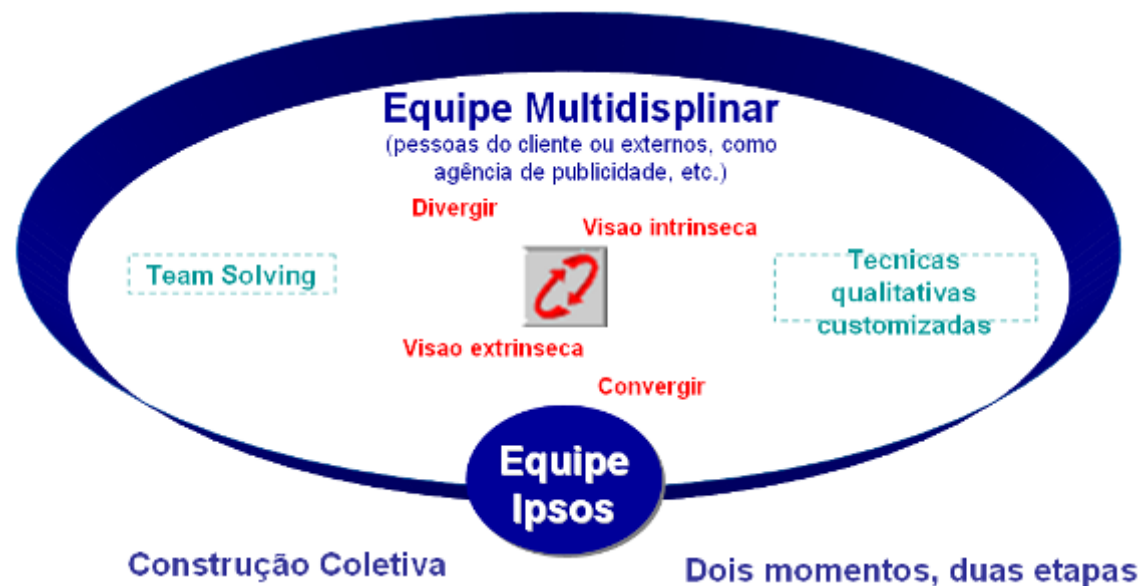 Equipe Multidisplinar
(pessoas do cliente ou externos, como
agência de publicidade, etc.)
Divergir
Visao intrinseca
Team Solving
Tecnicas
qualitativas
customizadas
Visao extrinseca
Convergir
Equipe
Ipsos
Construção Coletiva
Dois momentos, duas etapas